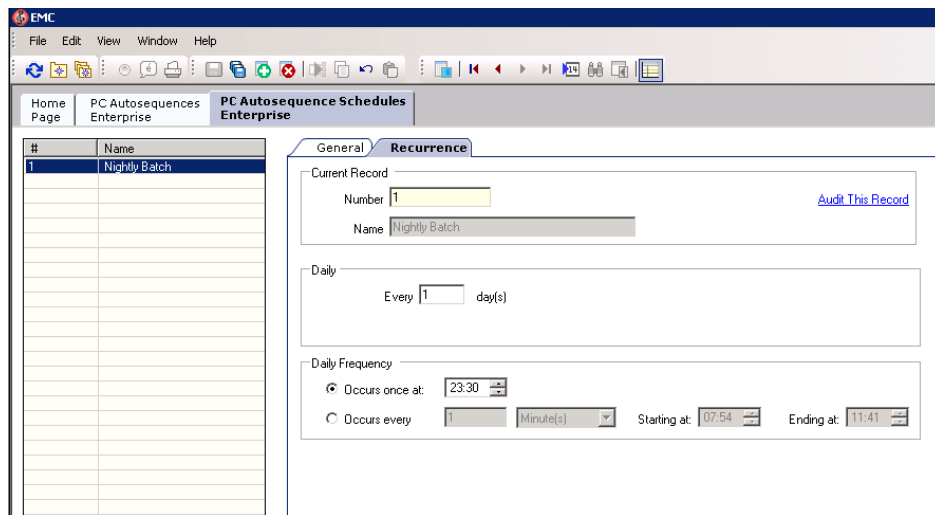 EMC
File Edit View Window Help
Home Page
PC Autosequences Enterprise
PC Autosequence Schedules Enterprise
# Name
1 Nightly Batch
General Recurrence
Current Record
Number 1
Audit This Record
Name Nightly Batch
Daily
Every 1 day(s)
Daily Frequency
Occurs once at: 23:30
Occurs every 1 Minute(s) Starting at: 07:54 Ending at: 11:41